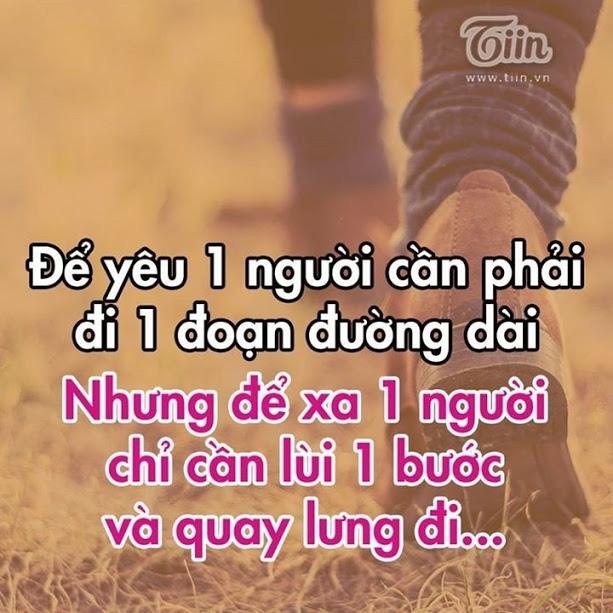 Tiin
www.tiin.vn
Để yêu 1 người cần phải
đi 1 đoạn đường dài
Nhưng để xa 1 người
chỉ cần lùi 1 bước
và quay lưng đi...